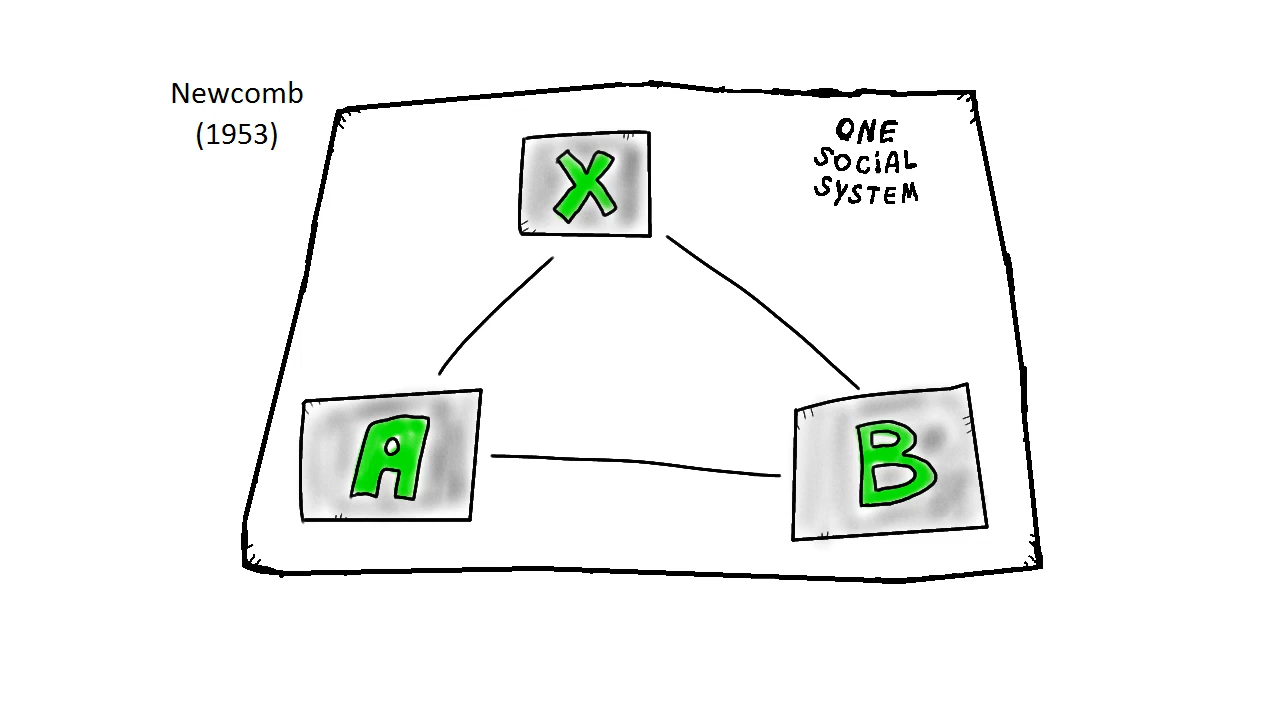 Newcomb
(1953)
ONE
SOCiAL
SYSTEM
X
A
B